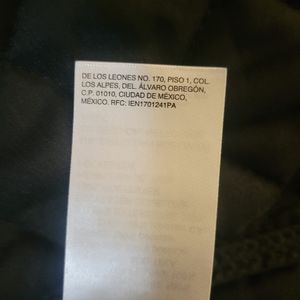 DE LOS LEONES NO. 170, PISO 1, COL.
LOS ALPES, DEL. ÁLVARO OBREGÓN,
C.P. 01010, CIUDAD DE MÉXICO,
MÉXICO. RFC: IEN1701241PA